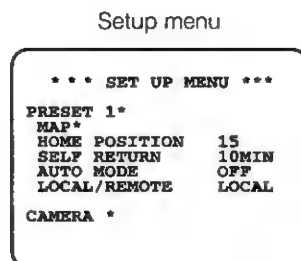 Setup menu
* * * SET UP MENU ***
PRESET 1*
MAP*
HOME POSITION 15
SELF RETURN 10MIN
AUTO MODE OFF
LOCAL/REMOTE LOCAL
CAMERA *